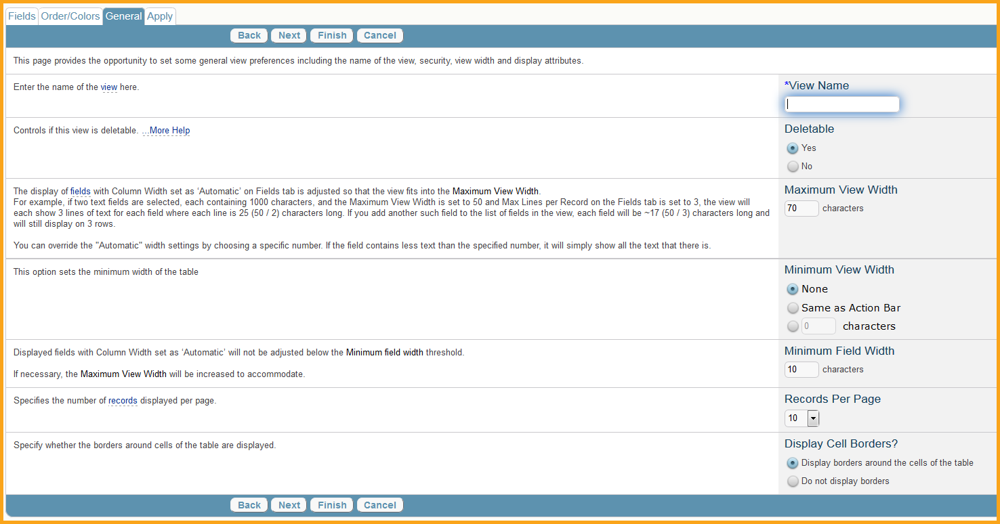 Fields Order/Colors General Apply
Back Next Finish Cancel
This page provides the opportunity to set some general view preferences including the name of the view, security, view width and display attributes.
Enter the name of the view here.
*View Name
Controls if this view is deletable. ...More Help
Deletable
Yes
No
The display of fields with Column Width set as ‘Automatic’ on Fields tab is adjusted so that the view fits into the Maximum View Width.
For example, if two text fields are selected, each containing 1000 characters, and the Maximum View Width is set to 50 and Max Lines per Record on the Fields tab is set to 3, the view will
each show 3 lines of text for each field where each line is 25 (50 / 2) characters long. If you add another such field to the list of fields in the view, each field will be ~17 (50 / 3) characters long and
will still display on 3 rows.
You can override the "Automatic" width settings by choosing a specific number. If the field contains less text than the specified number, it will simply show all the text that there is.
Maximum View Width
70 characters
This option sets the minimum width of the table
Minimum View Width
None
Same as Action Bar
0 characters
Displayed fields with Column Width set as ‘Automatic’ will not be adjusted below the Minimum field width threshold.
If necessary, the Maximum View Width will be increased to accommodate.
Minimum Field Width
10 characters
Specifies the number of records displayed per page.
Records Per Page
10
Specify whether the borders around cells of the table are displayed.
Display Cell Borders?
Display borders around the cells of the table
Do not display borders
Back Next Finish Cancel